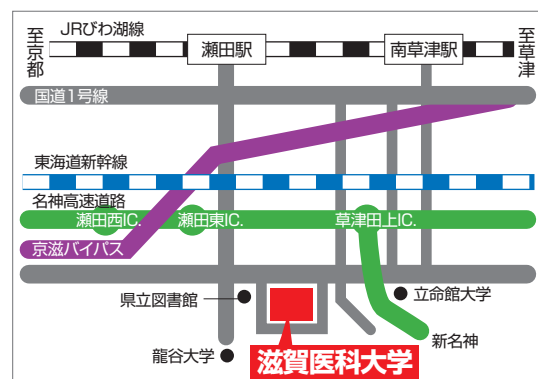 JRびわ湖線
至京都
瀬田駅
南草津駅
至草津
国道1号線
東海道新幹線
名神高速道路
瀬田西IC.
瀬田東IC.
草津田上IC.
京滋バイパス
県立図書館
立命館大学
新名神
龍谷大学
滋賀医科大学